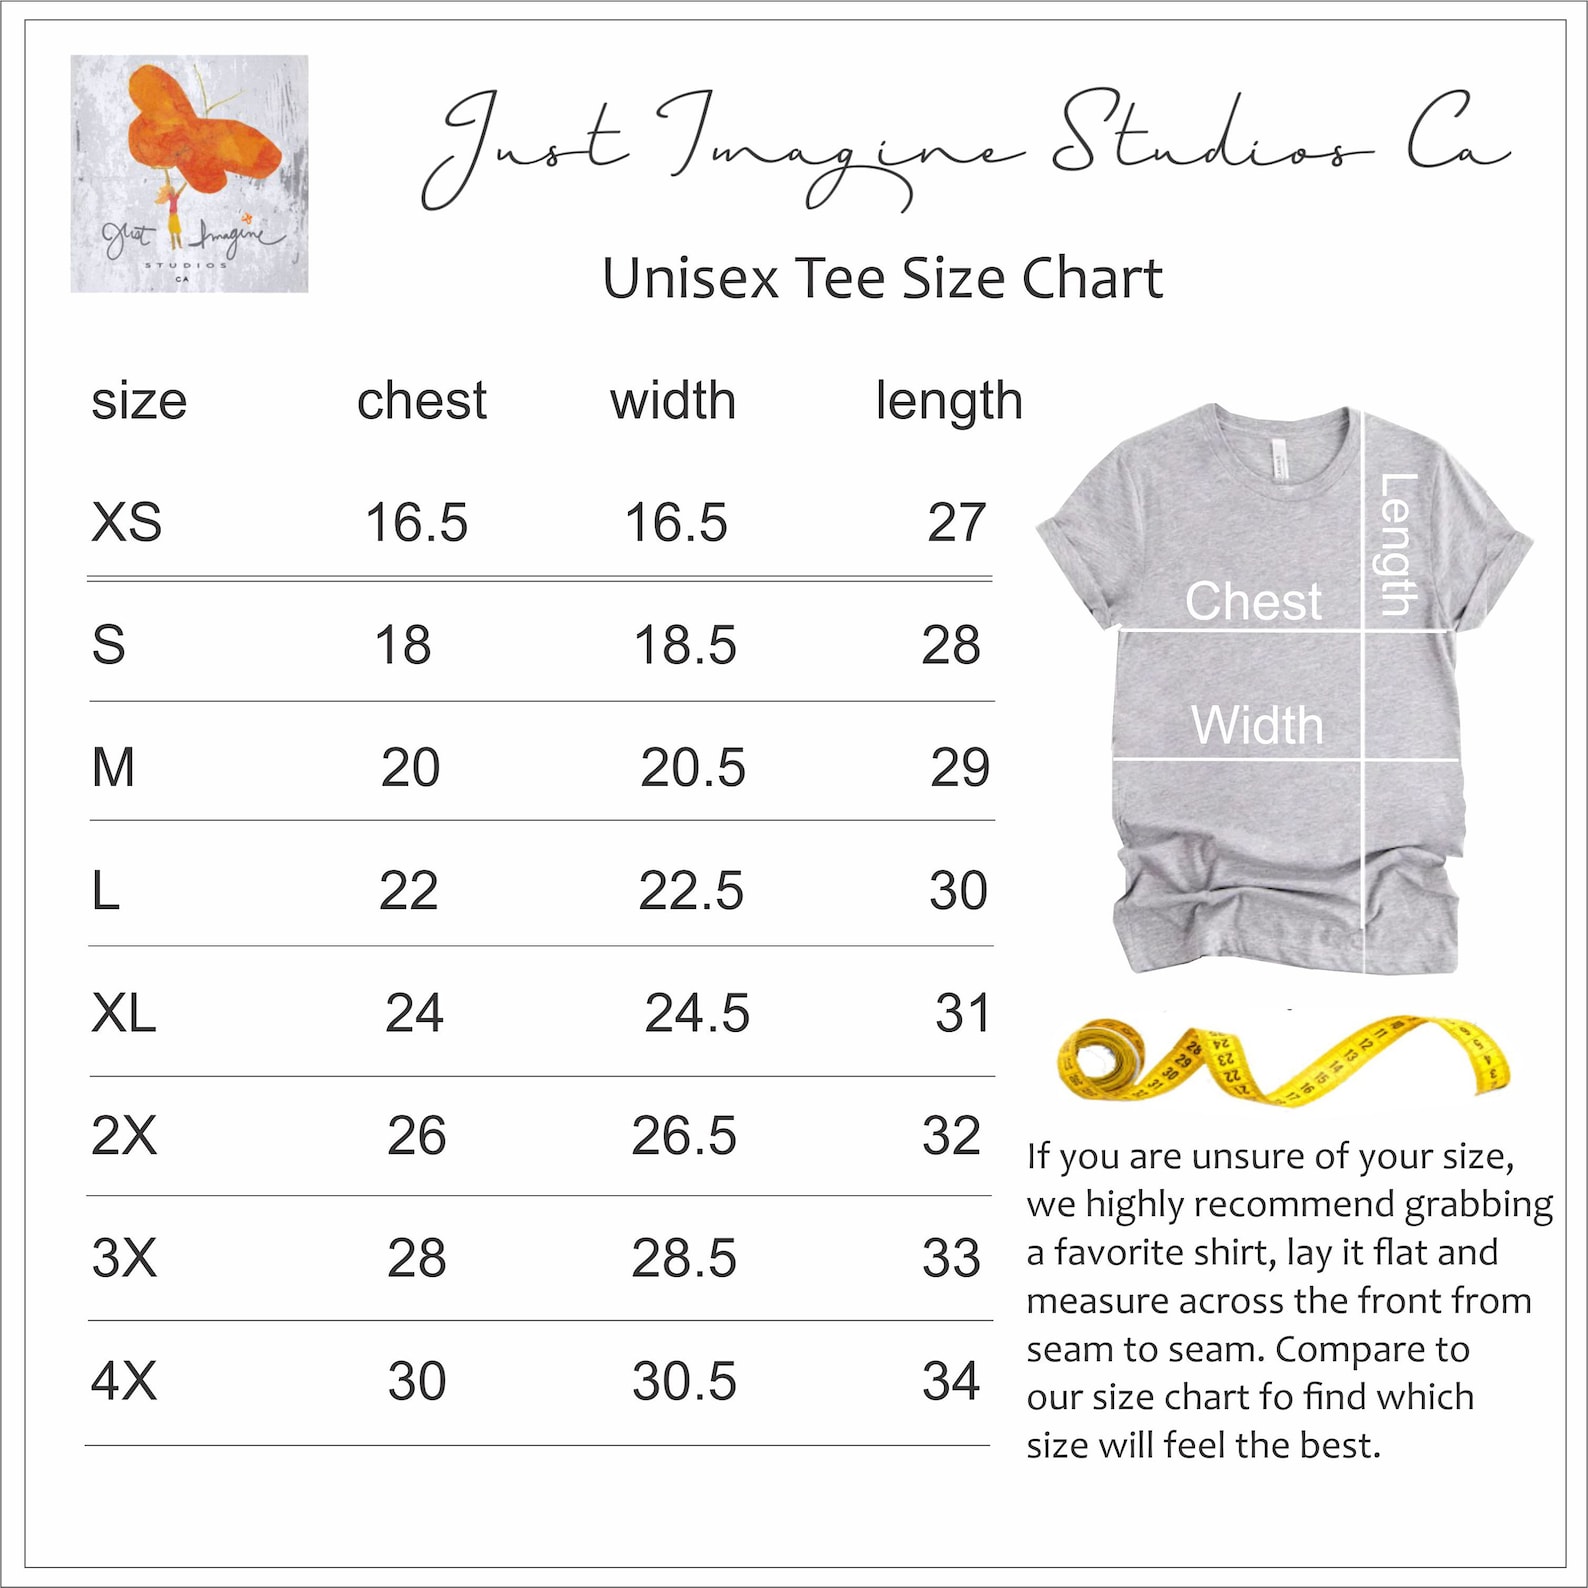 Just Imagine Studios Ca
Just Imagine
STUDIOS
CA
Unisex Tee Size Chart
size chest width length
XS 16.5 16.5 27
S 18 18.5 28
M 20 20.5 29
L 22 22.5 30
XL 24 24.5 31
2X 26 26.5 32
3X 28 28.5 33
4X 30 30.5 34
Length
Chest
Width
If you are unsure of your size,
we highly recommend grabbing
a favorite shirt, lay it flat and
measure across the front from
seam to seam. Compare to
our size chart fo find which
size will feel the best.